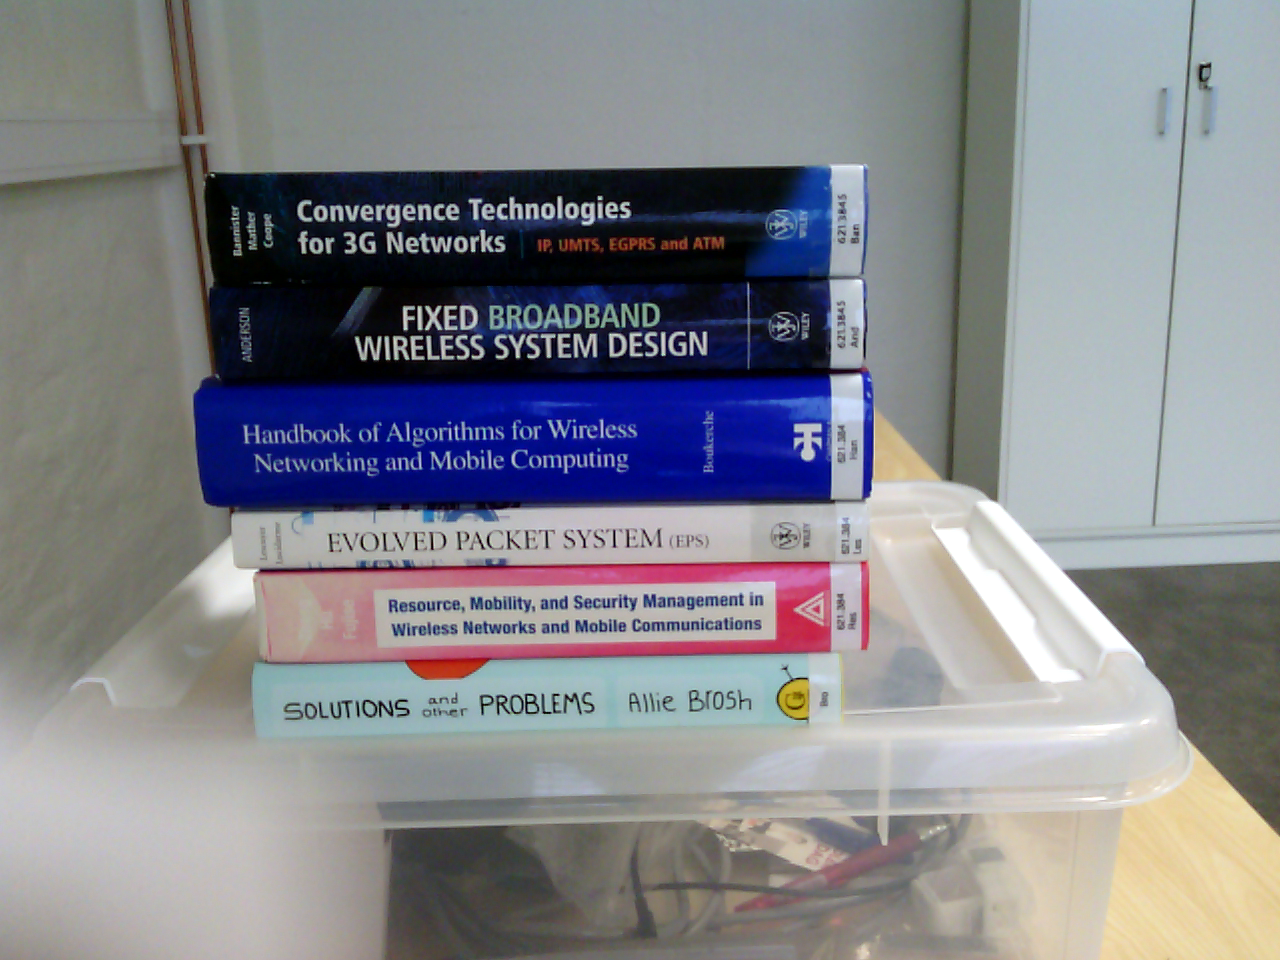 Bannister
Mather
Coope
Convergence Technologies
for 3G Networks
IP, UMTS, EGPRS and ATM
WILEY
621.3845
Ban
ANDERSON
FIXED BROADBAND
WIRELESS SYSTEM DESIGN
WILEY
621.3845
And
Handbook of Algorithms for Wireless
Networking and Mobile Computing
Boukerche
621.384
Han
EVOLVED PACKET SYSTEM (EPS)
WILEY
621.384
Les
Resource, Mobility, and Security Management in
Wireless Networks and Mobile Communications
621.384
Res
SOLUTIONS and other PROBLEMS
Allie Brosh
G
Bro